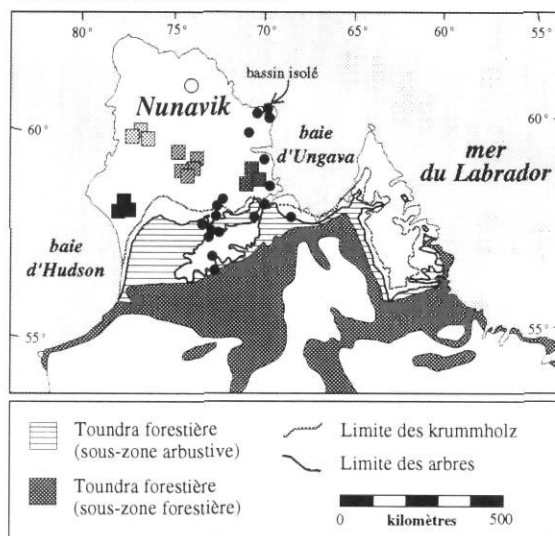 80° 75° 70° 65° 60° 55°
bassin isolé
Nunavik
60°
60°
baie
d'Ungava
mer
du Labrador
baie
d'Hudson
55°
55°
Toundra forestière
(sous-zone arbustive)
Limite des krummholz
Limite des arbres
Toundra forestière
(sous-zone forestière)
0 kilomètres 500